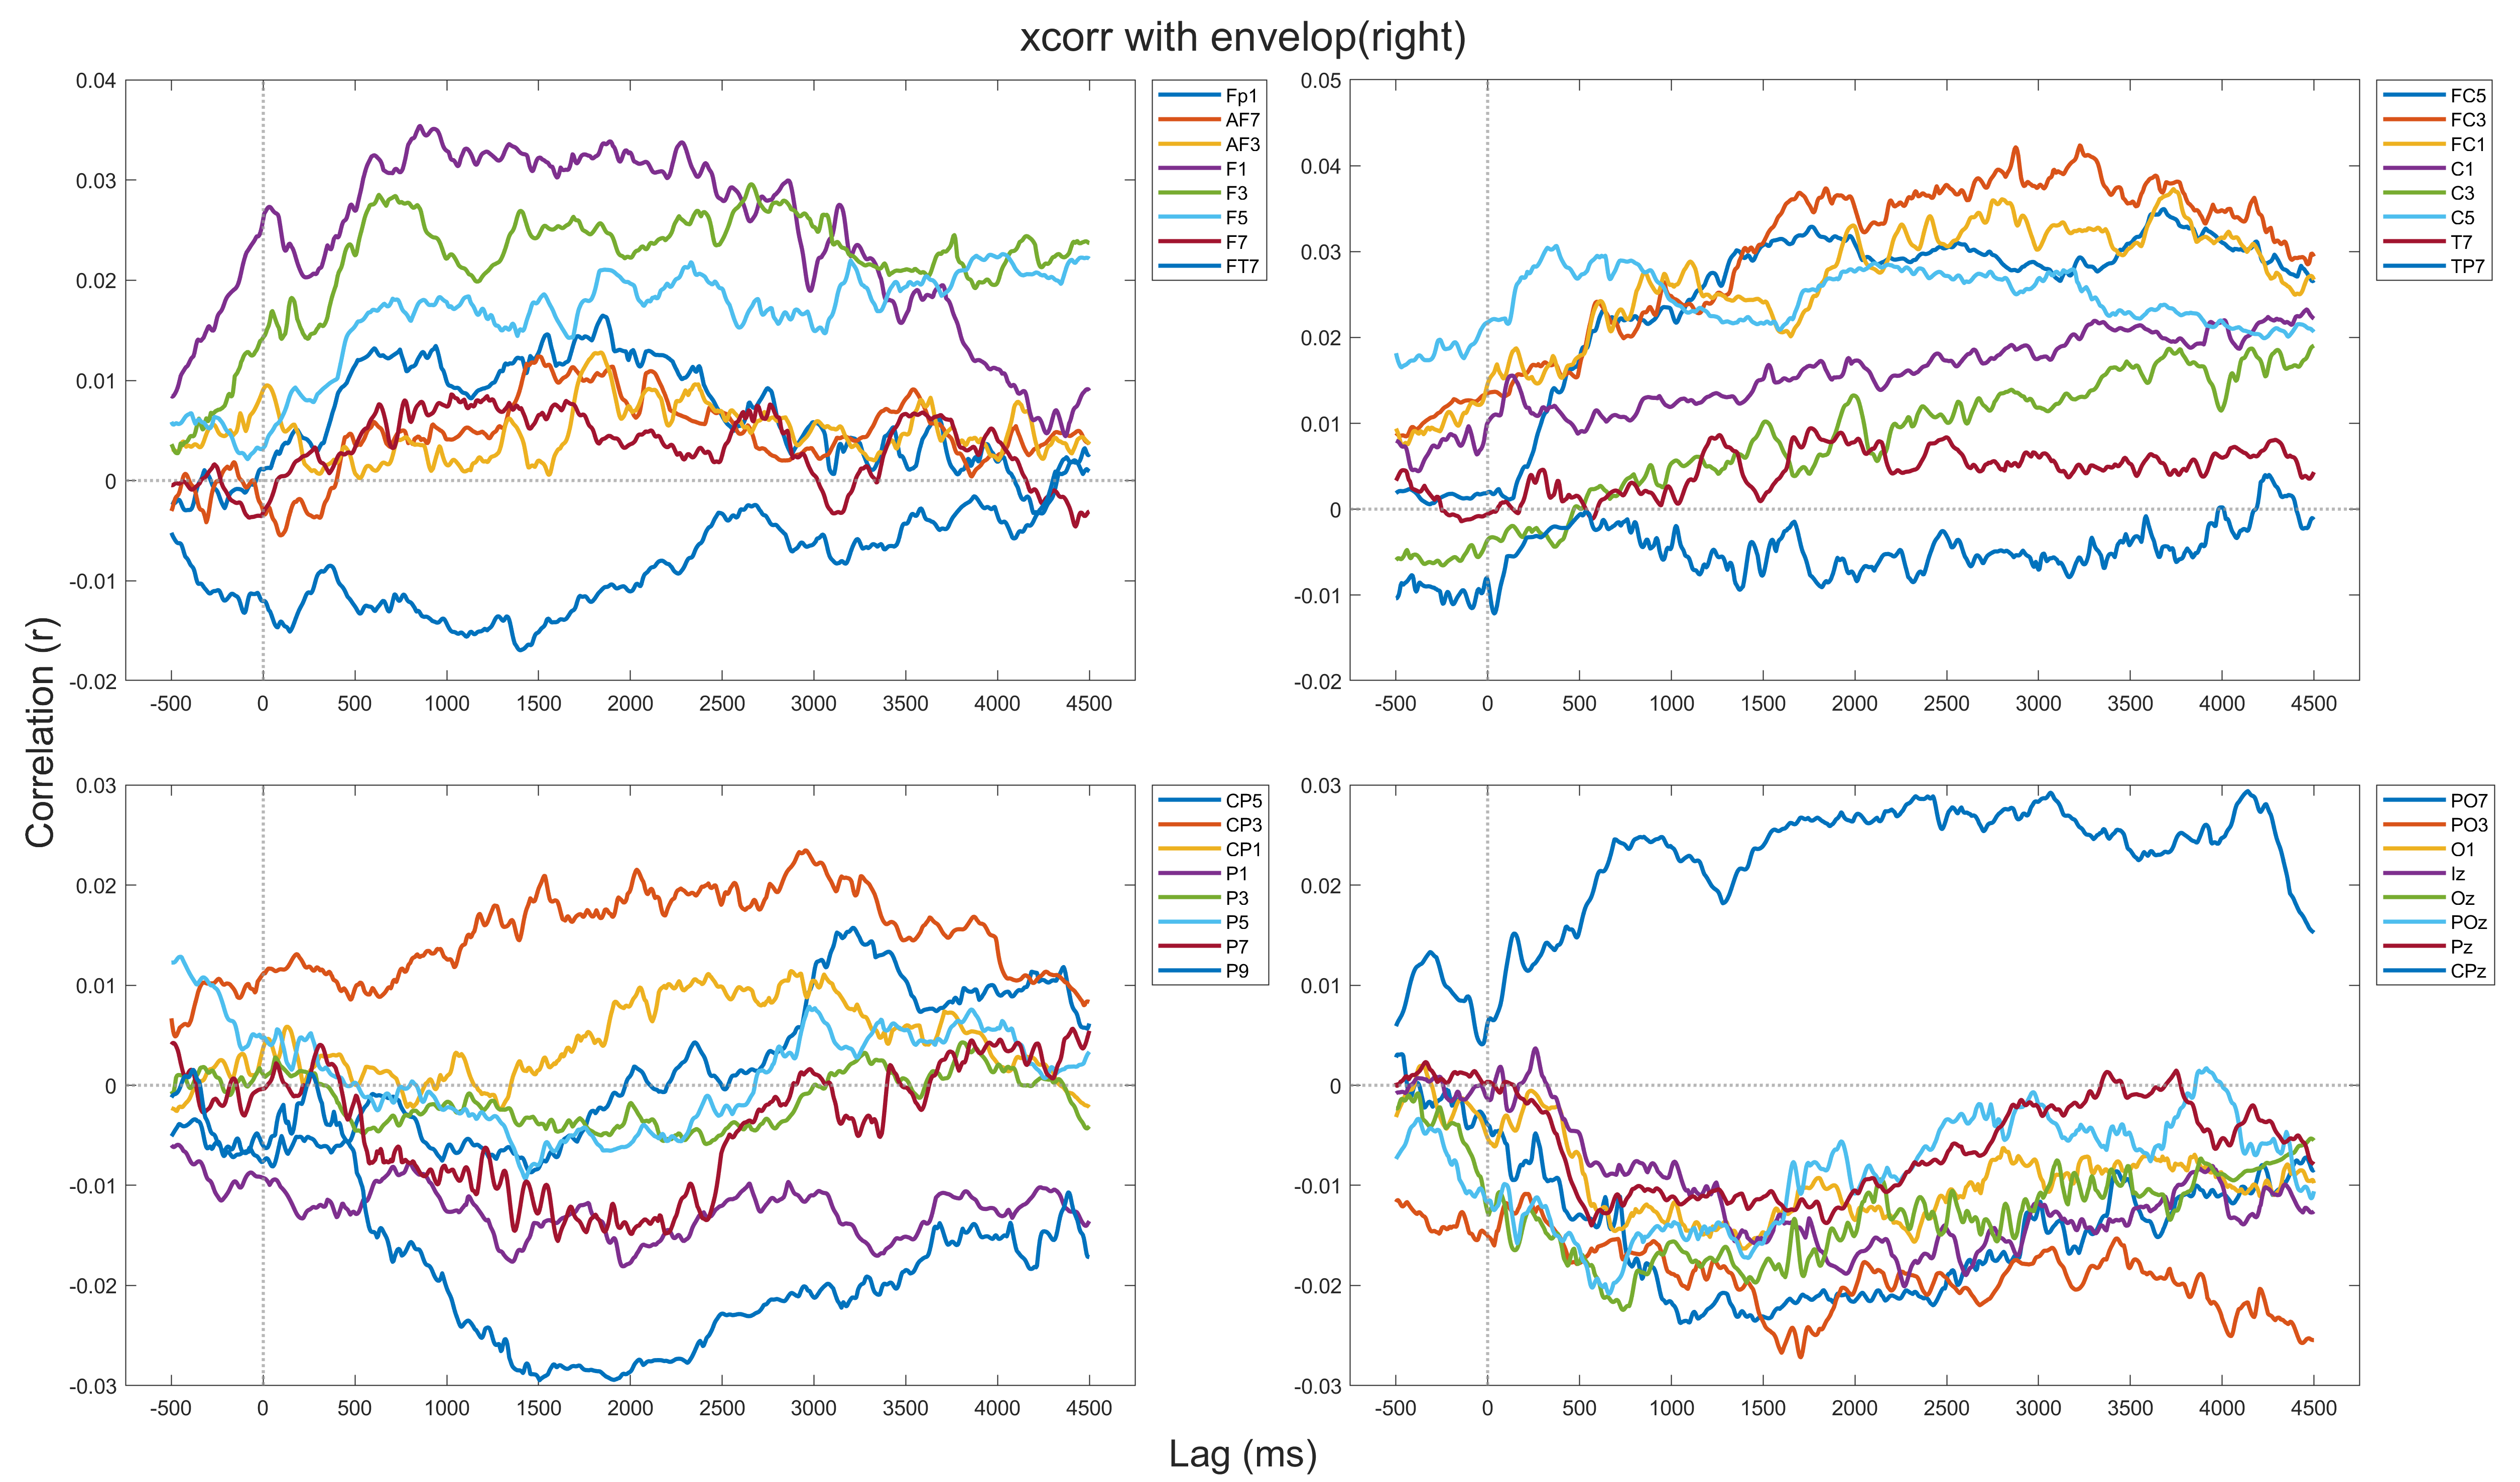 xcorr with envelop(right)
Correlation (r)
0.04
0.03
0.02
0.01
0
-0.01
-0.02
-500 0 500 1000 1500 2000 2500 3000 3500 4000 4500
Fp1
AF7
AF3
F1
F3
F5
F7
FT7
0.05
0.04
0.03
0.02
0.01
0
-0.01
-0.02
-500 0 500 1000 1500 2000 2500 3000 3500 4000 4500
FC5
FC3
FC1
C1
C3
C5
T7
TP7
0.03
0.02
0.01
0
-0.01
-0.02
-0.03
-500 0 500 1000 1500 2000 2500 3000 3500 4000 4500
CP5
CP3
CP1
P1
P3
P5
P7
P9
0.03
0.02
0.01
0
-0.01
-0.02
-0.03
-500 0 500 1000 1500 2000 2500 3000 3500 4000 4500
PO7
PO3
O1
Iz
Oz
POz
Pz
CPz
Lag (ms)